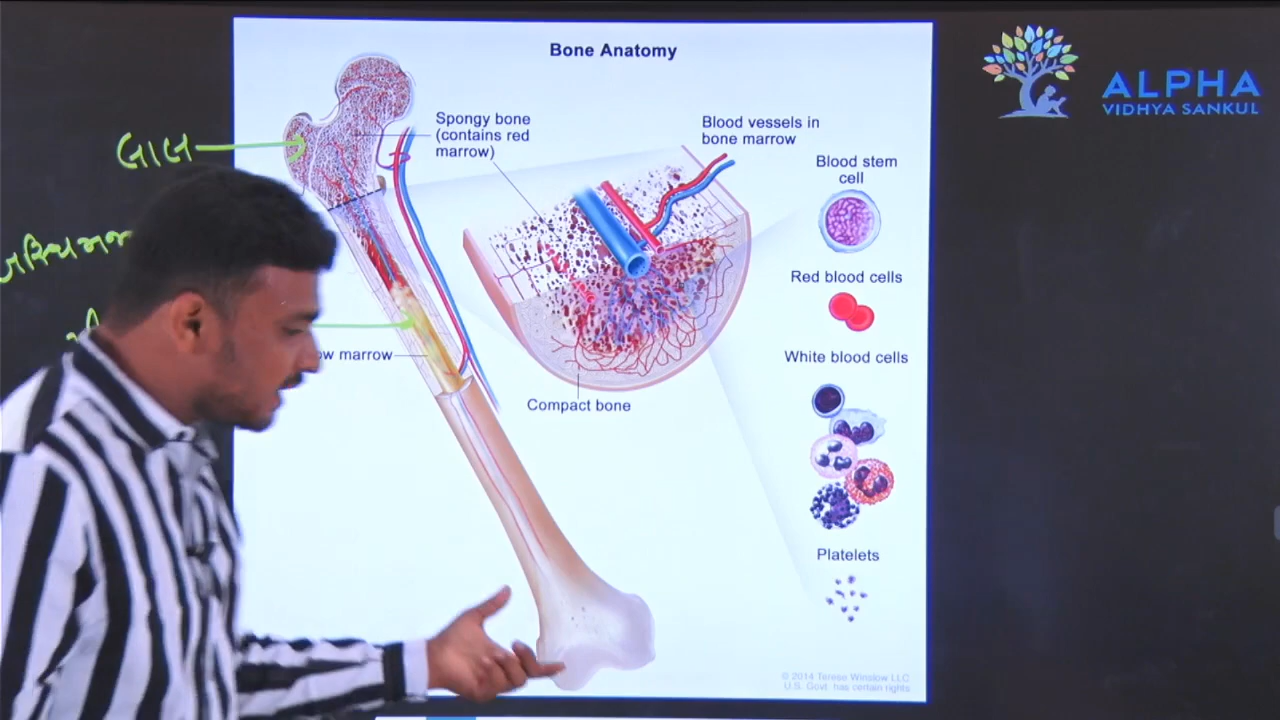 Bone Anatomy
ALPHA
VIDHYA SANKUL
Spongy bone
(contains red
marrow)
Blood vessels in
bone marrow
Blood stem
cell
લાલ
Red blood cells
White blood cells
marrow
Compact bone
Platelets
© 2014 Terese Winslow LLC
U.S. Govt. has certain rights